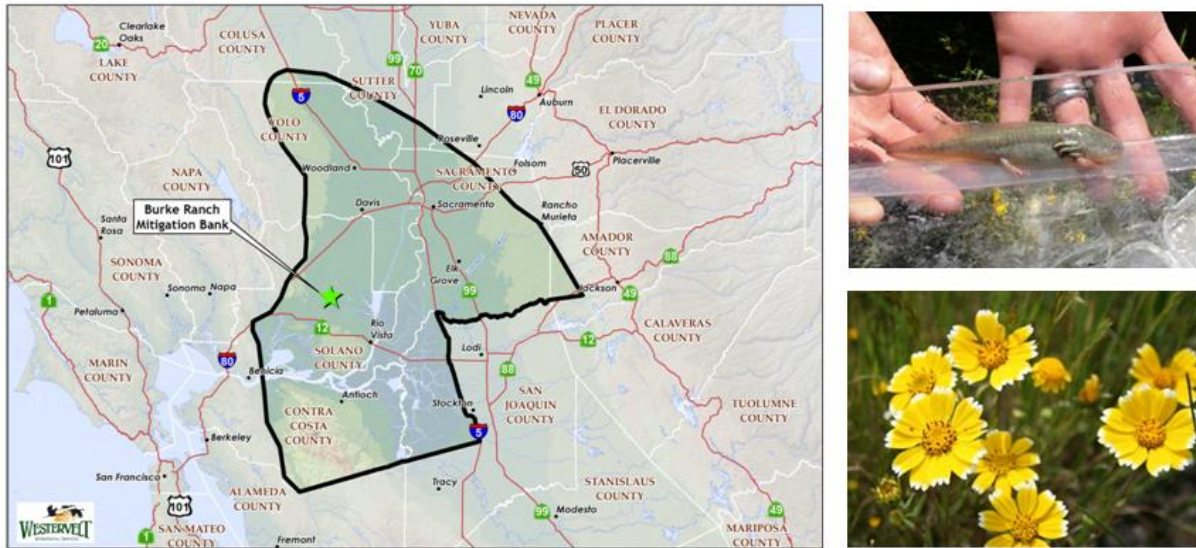 Clearlake
Oaks
20
LAKE
COUNTY
COLUSA
COUNTY
YUBA
COUNTY
NEVADA
COUNTY
PLACER
COUNTY
99
70
49
SUTTER
COUNTY
5
Lincoln
Auburn
80
YOLO
COUNTY
EL DORADO
COUNTY
Roseville
Folsom
Placerville
50
101
Woodland
SACRAMENTO
COUNTY
NAPA
COUNTY
Davis
Sacramento
Rancho
Murieta
Burke Ranch
Mitigation Bank
Santa
Rosa
SONOMA
COUNTY
AMADOR
COUNTY
88
Elk
Grove
99
Jackson
49
Sonoma
Napa
1
Petaluma
12
Rio
Vista
SOLANO
COUNTY
Lodi
12
CALAVERAS
COUNTY
MARIN
COUNTY
80
Benicia
88
Antioch
CONTRA
COSTA
COUNTY
SAN
JOAQUIN
COUNTY
Stockton
5
TUOLUMNE
COUNTY
Berkeley
San Francisco
101
ALAMEDA
COUNTY
Tracy
STANISLAUS
COUNTY
99
Modesto
49
MARIPOSA
COUNTY
WESTERVELT
1
SAN MATEO
COUNTY
Fremont